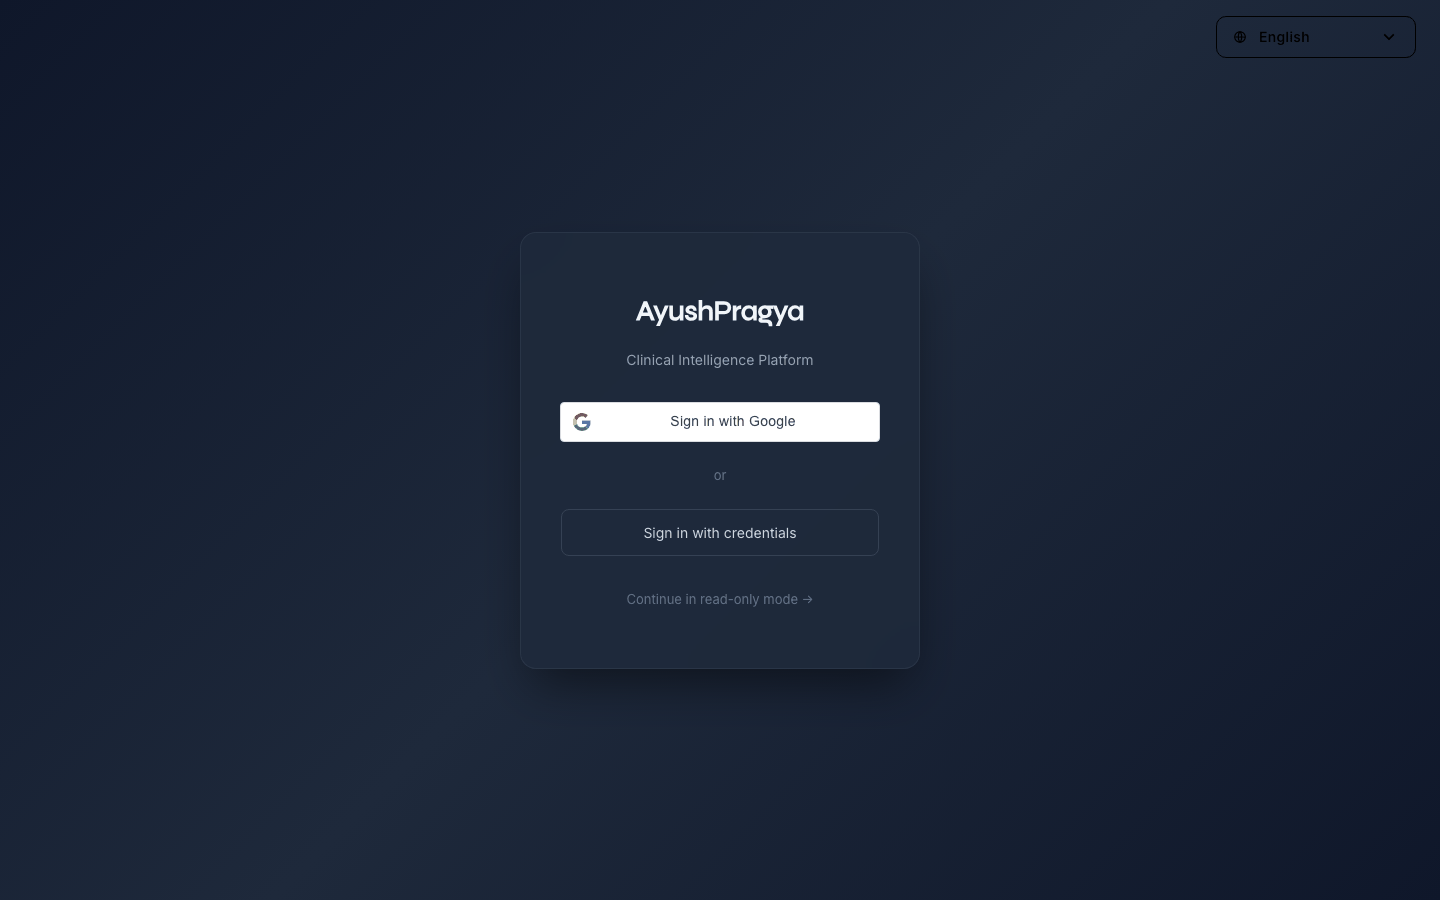 English
AyushPragya
Clinical Intelligence Platform
Sign in with Google
or
Sign in with credentials
Continue in read-only mode →